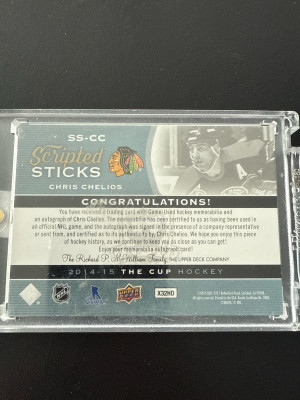 SS-CC
Scripted
STICKS
CHRIS CHELIOS
CONGRATULATIONS!
You have received a trading card with Game-Used hockey memorabilia and
an autograph of Chris Chelios. The memorabilia has been certified to us as having been used in
an official NHL game, and the autograph was signed in the presence of a company representative
or sent from, and certified as to its authenticity by Chris Chelios. We hope you enjoy this piece
of hockey history, as we continue to keep you as close as you can get!
Enjoy your memorabilia autograph card!
The Richard P. McWilliam Family, THE UPPER DECK COMPANY
2014-15 THE CUP HOCKEY
NHL
UPPER DECK
X32HD